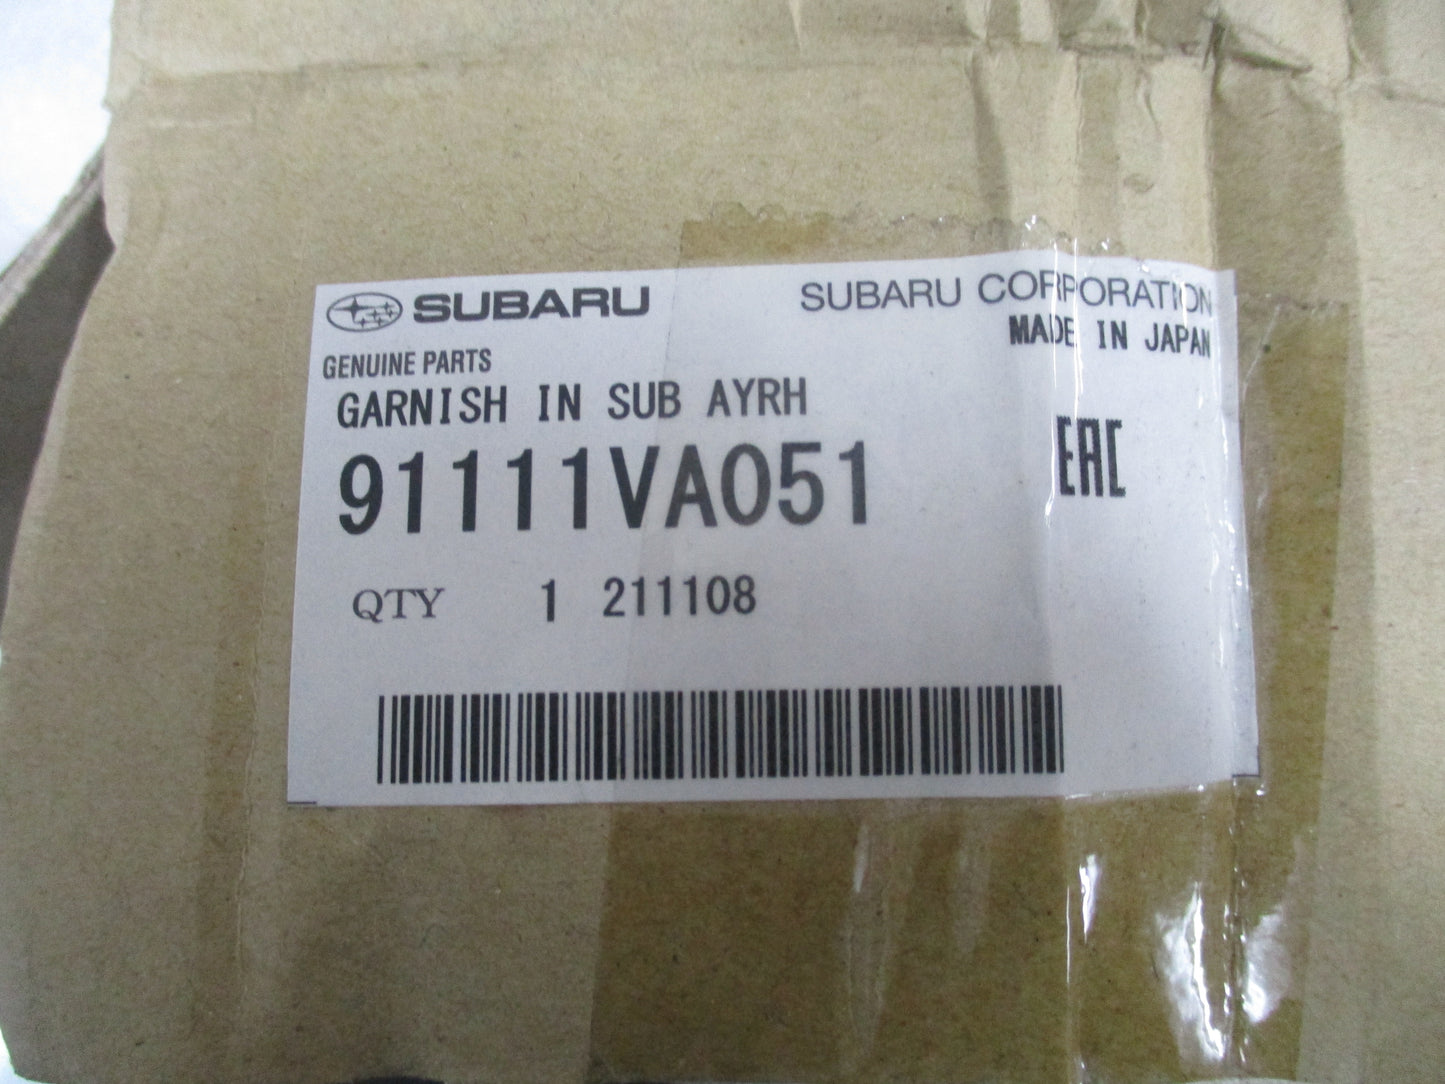 SUBARU
SUBARU CORPORATION
MADE IN JAPAN
GENUINE PARTS
GARNISH IN SUB AYRH
91111VA051
EAC
QTY 1 211108